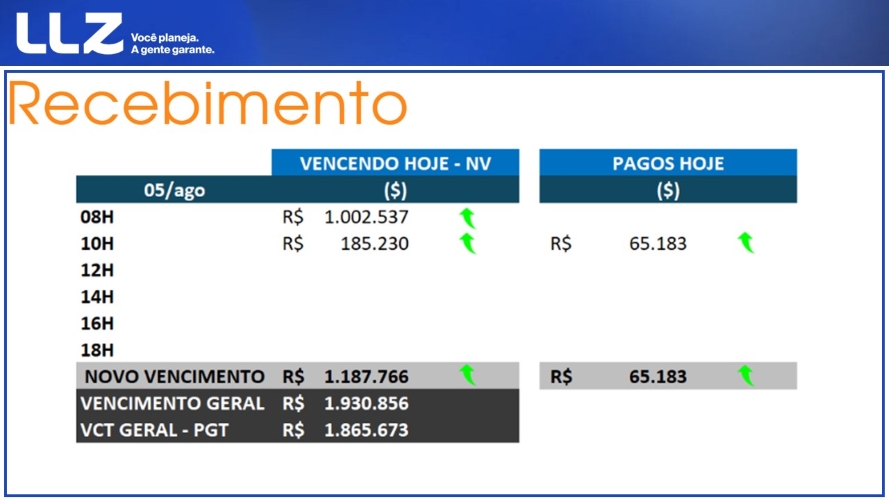 LLZ Você planeja.
A gente garante.
Recebimento
VENCENDO HOJE - NV PAGOS HOJE
05/ago ($) ($)
08H R$ 1.002.537
10H R$ 185.230 R$ 65.183
12H
14H
16H
18H
NOVO VENCIMENTO R$ 1.187.766 R$ 65.183
VENCIMENTO GERAL R$ 1.930.856
VCT GERAL - PGT R$ 1.865.673